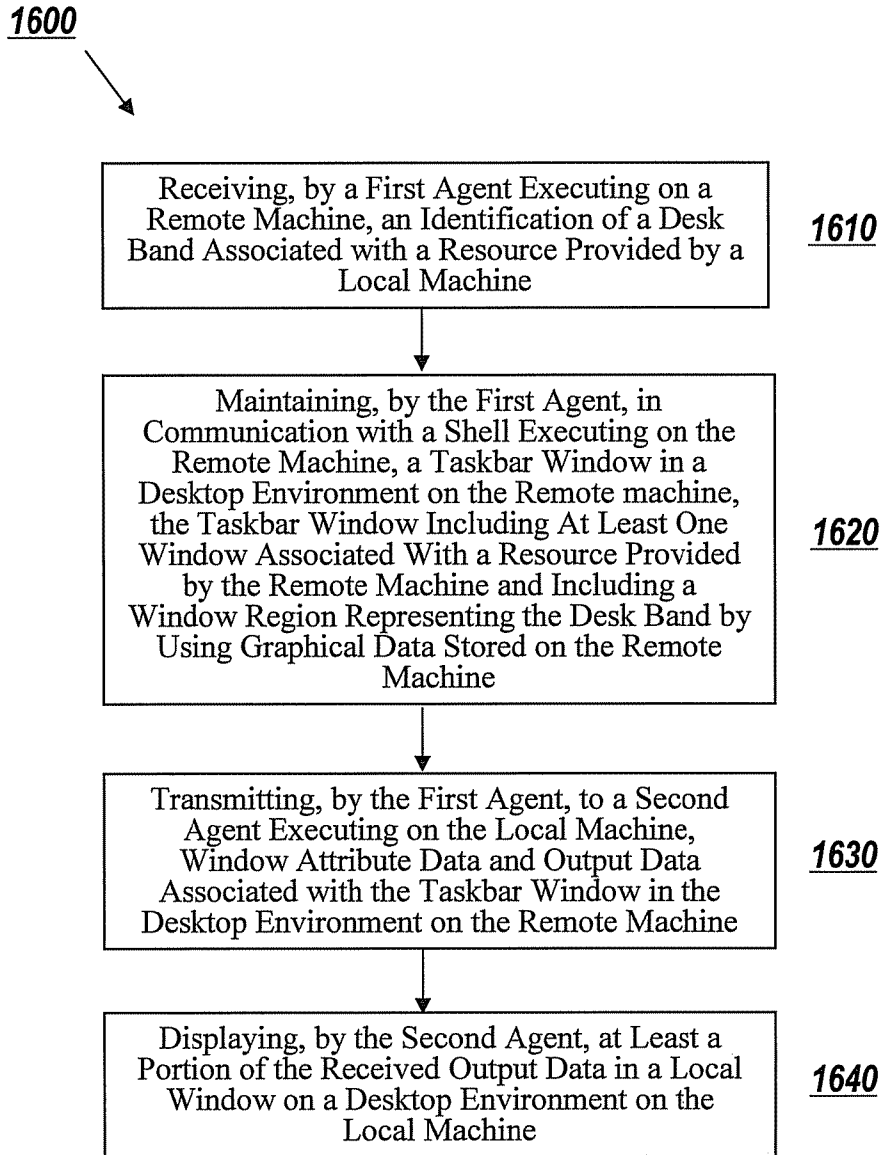 1600
Receiving, by a First Agent Executing on a
Remote Machine, an Identification of a Desk
Band Associated with a Resource Provided by a
Local Machine
1610
Maintaining, by the First Agent, in
Communication with a Shell Executing on the
Remote Machine, a Taskbar Window in a
Desktop Environment on the Remote machine,
the Taskbar Window Including At Least One
Window Associated With a Resource Provided
by the Remote Machine and Including a
Window Region Representing the Desk Band by
Using Graphical Data Stored on the Remote
Machine
1620
Transmitting, by the First Agent, to a Second
Agent Executing on the Local Machine,
Window Attribute Data and Output Data
Associated with the Taskbar Window in the
Desktop Environment on the Remote Machine
1630
Displaying, by the Second Agent, at Least a
Portion of the Received Output Data in a Local
Window on a Desktop Environment on the
Local Machine
1640